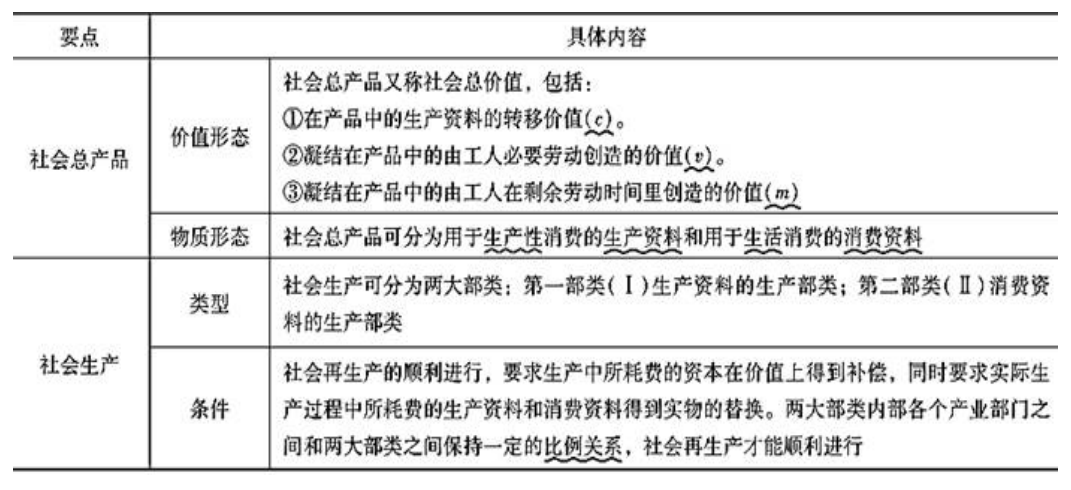 要点 具体内容
社会总产品 价值形态 社会总产品又称社会总价值，包括：
①在产品中的生产资料的转移价值(c)。
②凝结在产品中的由工人必要劳动创造的价值(v)。
③凝结在产品中的由工人在剩余劳动时间里创造的价值(m)
物质形态 社会总产品可分为用于生产性消费的生产资料和用于生活消费的消费资料
社会生产 类型 社会生产可分为两大部类：第一部类(Ⅰ)生产资料的生产部类；第二部类(Ⅱ)消费资
料的生产部类
条件 社会再生产的顺利进行，要求生产中所耗费的资本在价值上得到补偿，同时要求实际生
产过程中所耗费的生产资料和消费资料得到实物的替换。两大部类内部各个产业部门之
间和两大部类之间保持一定的比例关系，社会再生产才能顺利进行